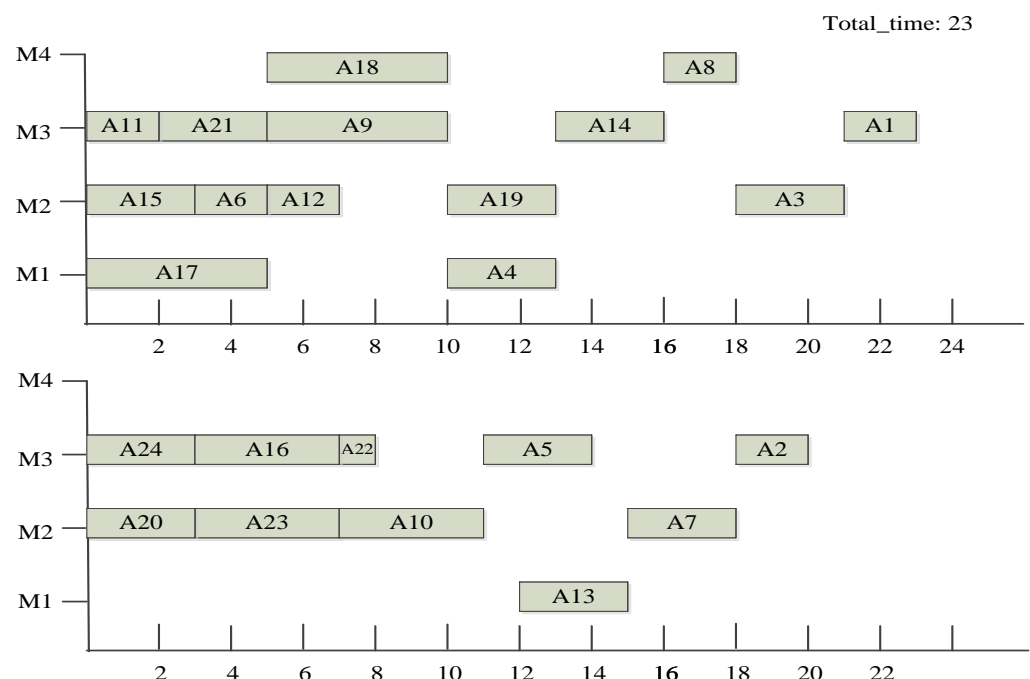 Total_time: 23
M4 A18 A8
M3 A11 A21 A9 A14 A1
M2 A15 A6 A12 A19 A3
M1 A17 A4
2 4 6 8 10 12 14 16 18 20 22 24
M4
M3 A24 A16 A22 A5 A2
M2 A20 A23 A10 A7
M1 A13
2 4 6 8 10 12 14 16 18 20 22